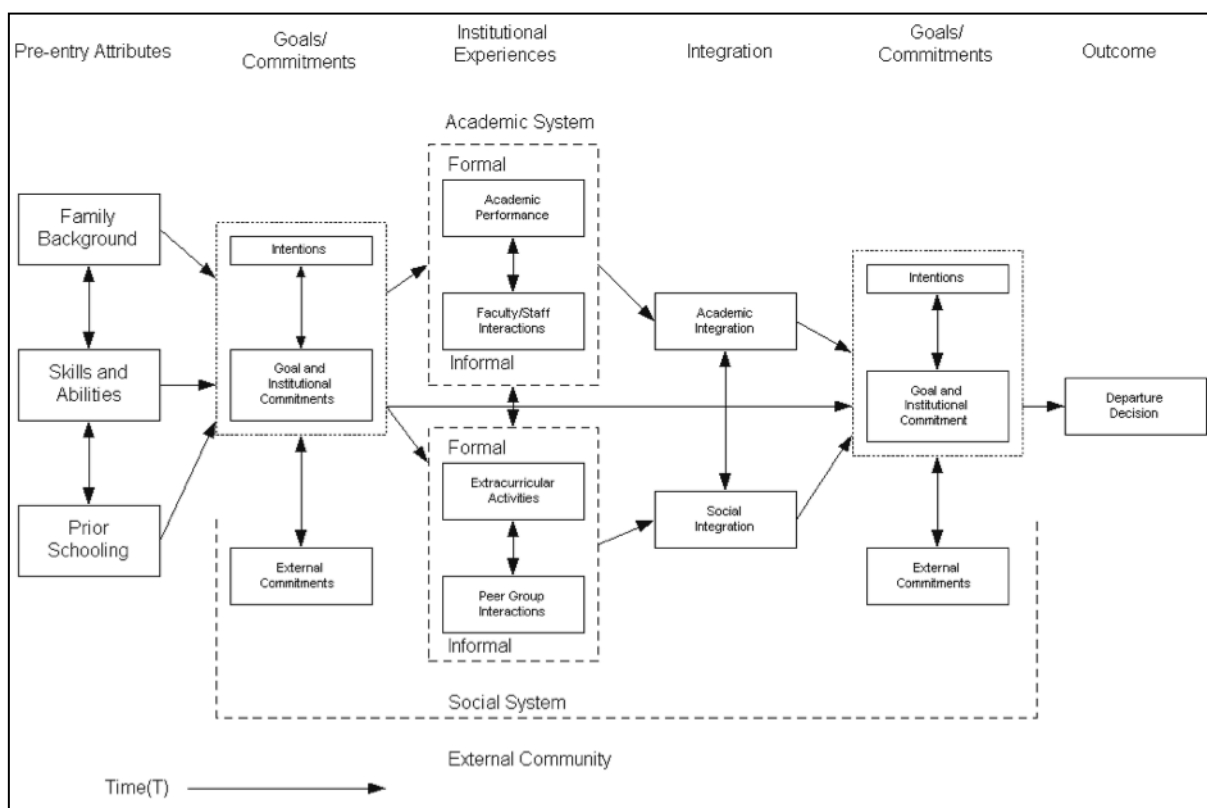 Pre-entry Attributes
Goals/
Commitments
Institutional
Experiences
Integration
Goals/
Commitments
Outcome
Academic System
Formal
Academic
Performance
Faculty/Staff
Interactions
Informal
Family
Background
Skills and
Abilities
Prior
Schooling
Intentions
Goal and
Institutional
Commitments
External
Commitments
Formal
Extracurricular
Activities
Peer Group
Interactions
Informal
Social System
Academic
Integration
Social
Integration
Intentions
Goal and
Institutional
Commitment
External
Commitments
Departure
Decision
External Community
Time(T)